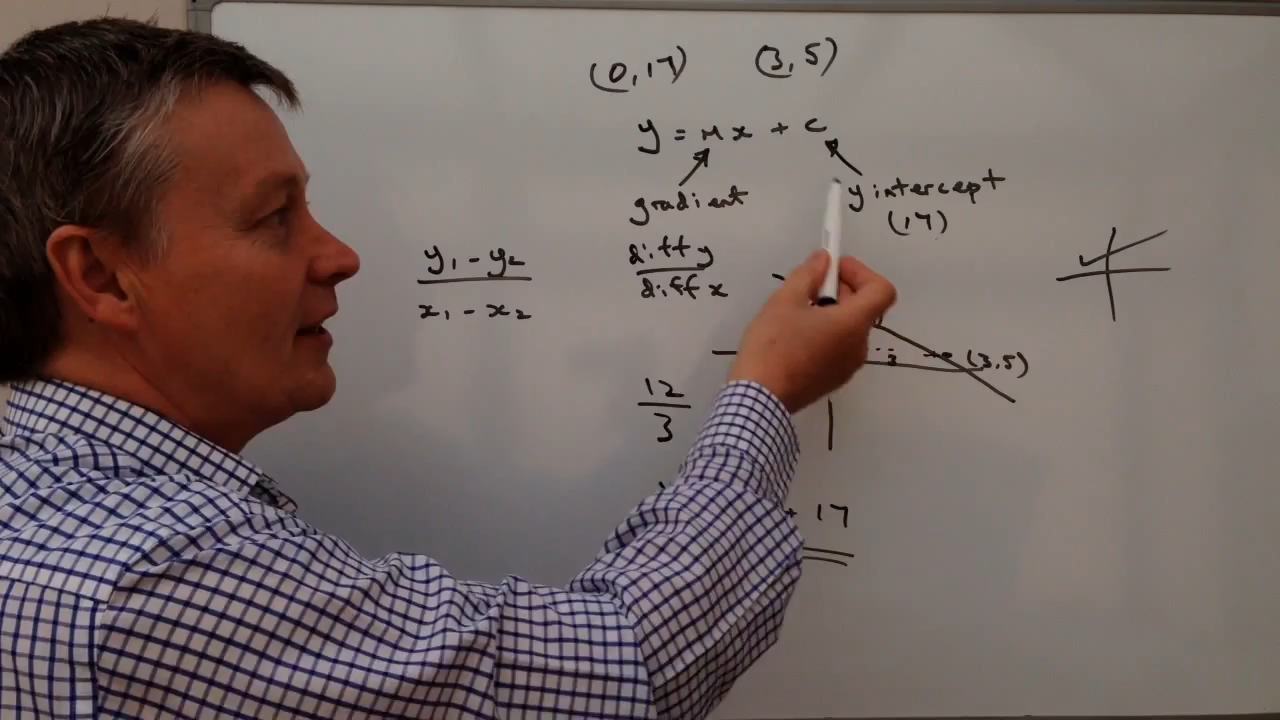 (0,17) (3,5)
y = Mx + c
gradient
y intercept
(17)
y₁ - y₂
x₁ - x₂
diff y
diff x
(3,5)
12
3
+ 17